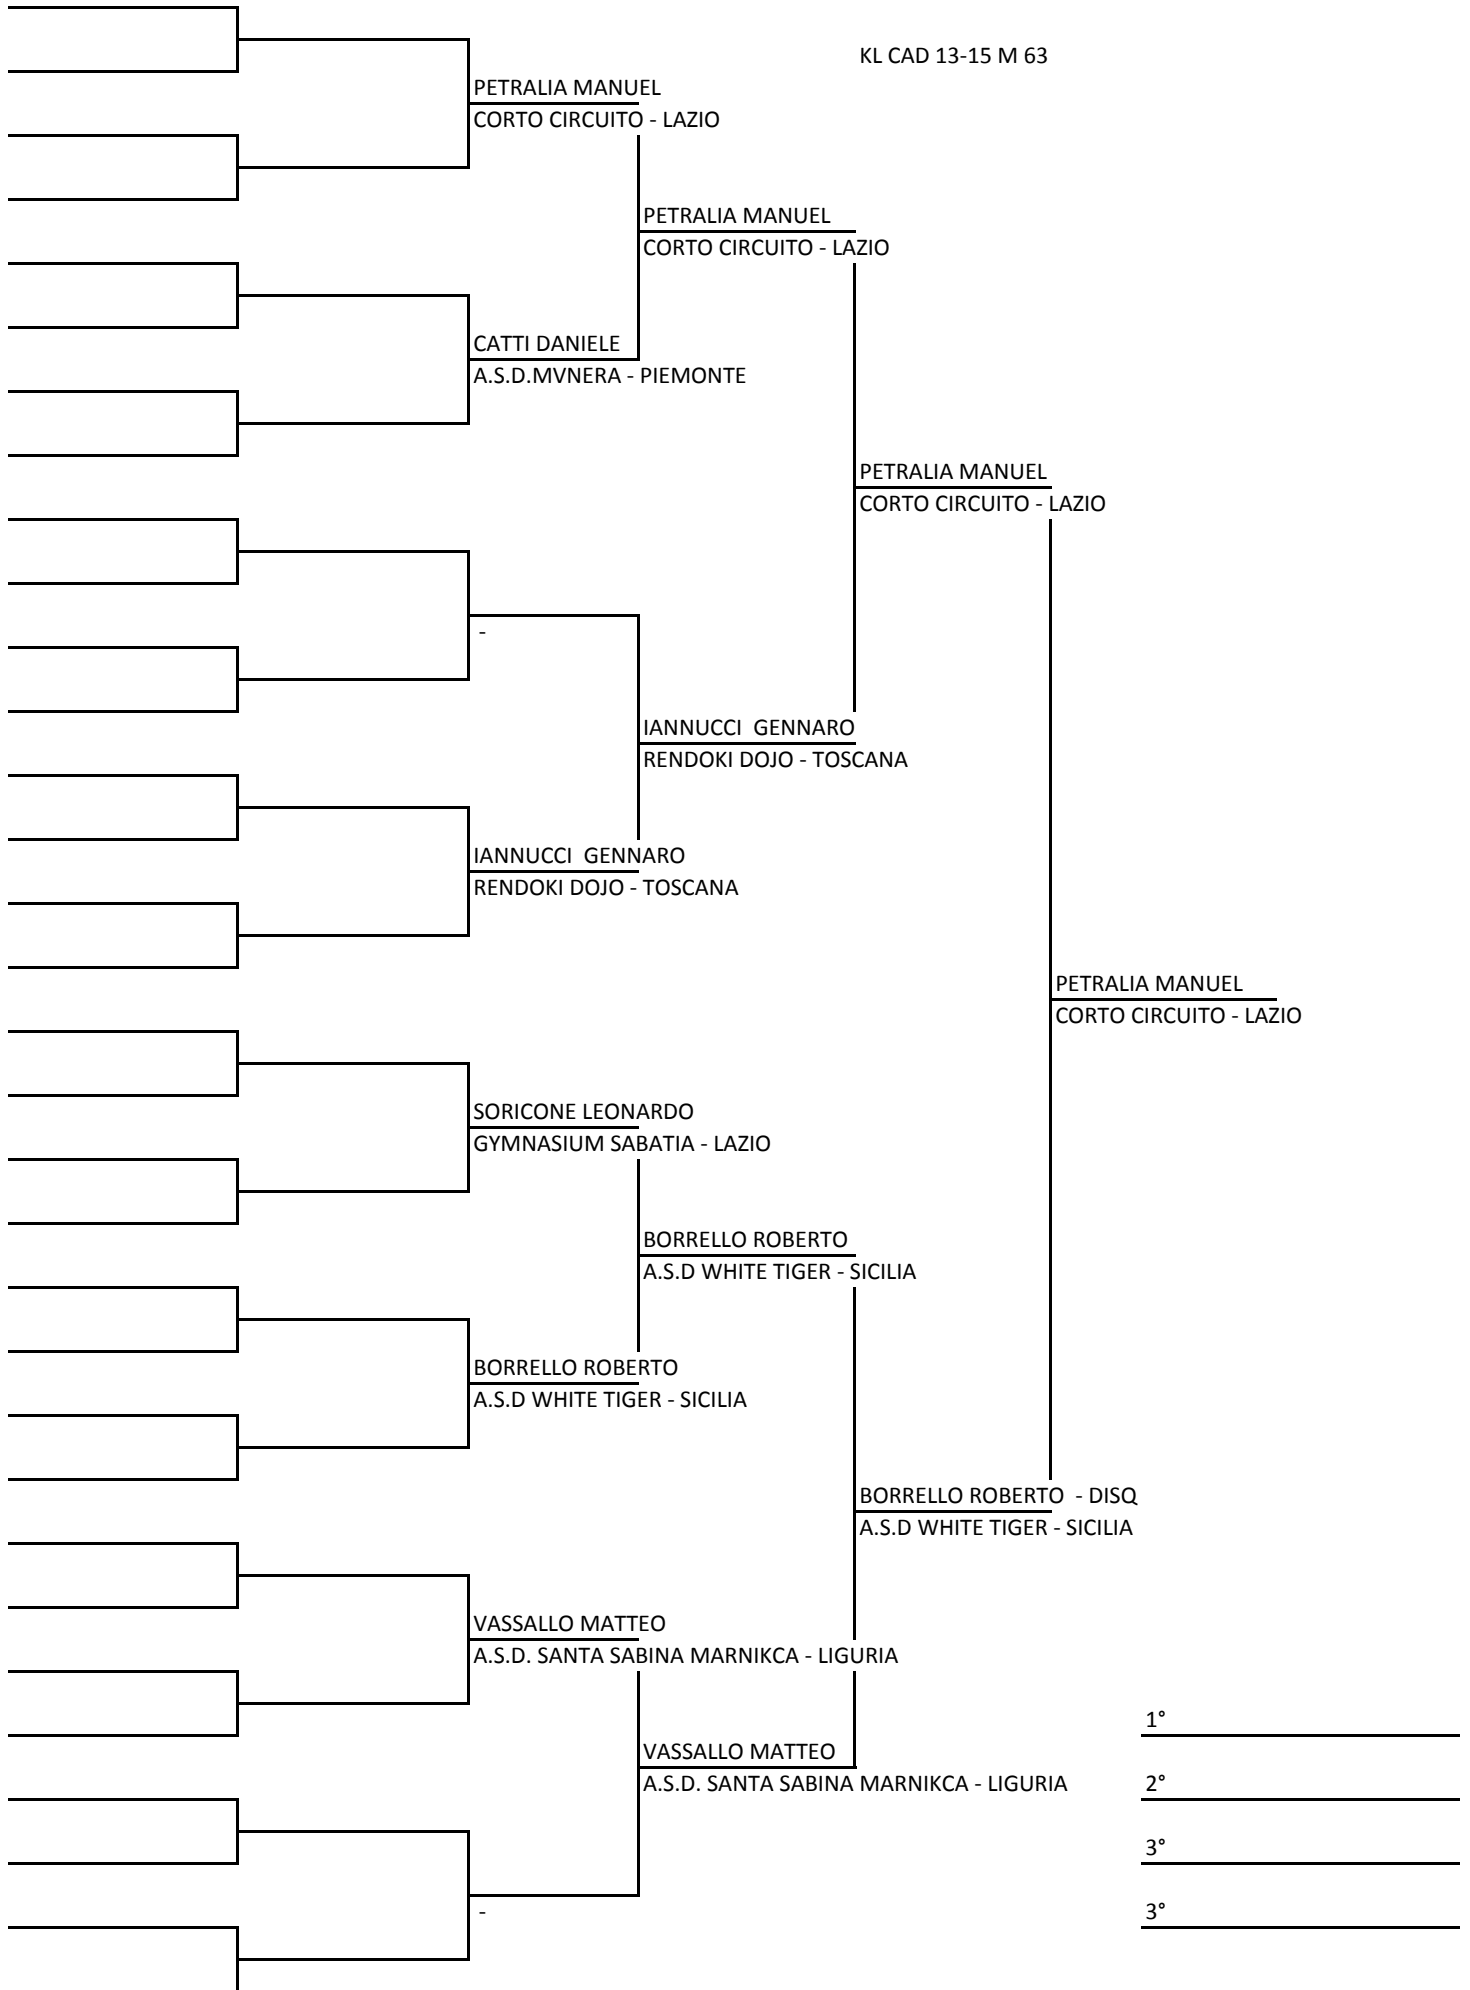 KL CAD 13-15 M 63
PETRALIA MANUEL
CORTO CIRCUITO - LAZIO
PETRALIA MANUEL
CORTO CIRCUITO - LAZIO
CATTI DANIELE
A.S.D.MVNERA - PIEMONTE
PETRALIA MANUEL
CORTO CIRCUITO - LAZIO
-
IANNUCCI  GENNARO
RENDOKI DOJO - TOSCANA
IANNUCCI  GENNARO
RENDOKI DOJO - TOSCANA
PETRALIA MANUEL
CORTO CIRCUITO - LAZIO
SORICONE LEONARDO
GYMNASIUM SABATIA - LAZIO
BORRELLO ROBERTO
A.S.D WHITE TIGER - SICILIA
BORRELLO ROBERTO
A.S.D WHITE TIGER - SICILIA
BORRELLO ROBERTO  - DISQ
A.S.D WHITE TIGER - SICILIA
VASSALLO MATTEO
A.S.D. SANTA SABINA MARNIKCA - LIGURIA
1°
VASSALLO MATTEO
A.S.D. SANTA SABINA MARNIKCA - LIGURIA
2°
3°
-
3°